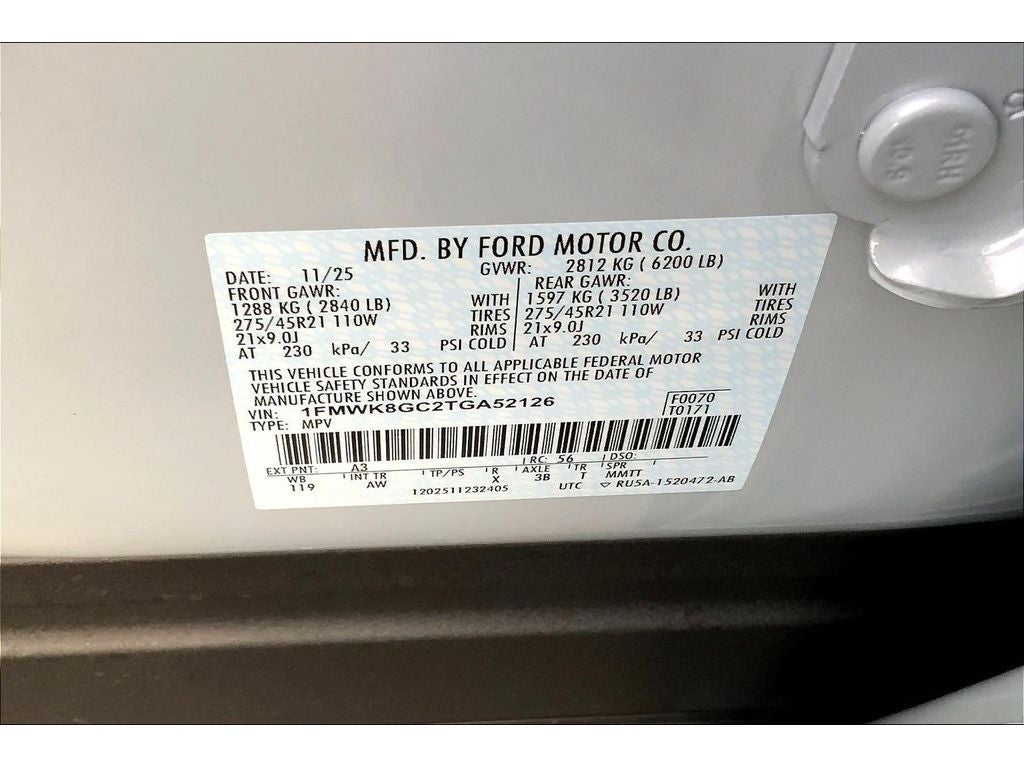 MFD. BY FORD MOTOR CO.
DATE: 11/25 GVWR: 2812 KG ( 6200 LB)
FRONT GAWR: REAR GAWR:
1288 KG ( 2840 LB) WITH 1597 KG ( 3520 LB) WITH
275/45R21 110W TIRES 275/45R21 110W TIRES
21x9.0J RIMS 21x9.0J RIMS
AT 230 kPa/ 33 PSI COLD AT 230 kPa/ 33 PSI COLD
THIS VEHICLE CONFORMS TO ALL APPLICABLE FEDERAL MOTOR
VEHICLE SAFETY STANDARDS IN EFFECT ON THE DATE OF
MANUFACTURE SHOWN ABOVE.
VIN: 1FMWK8GC2TGA52126 F0070
TYPE: MPV T0171
EXT PNT: A3 RC: 56 DSO:
WB INT TR TP/PS R AXLE TR SPR
119 AW X 3B T MMTT
1202511232405 UTC RU5A-1520472-AB
10.9